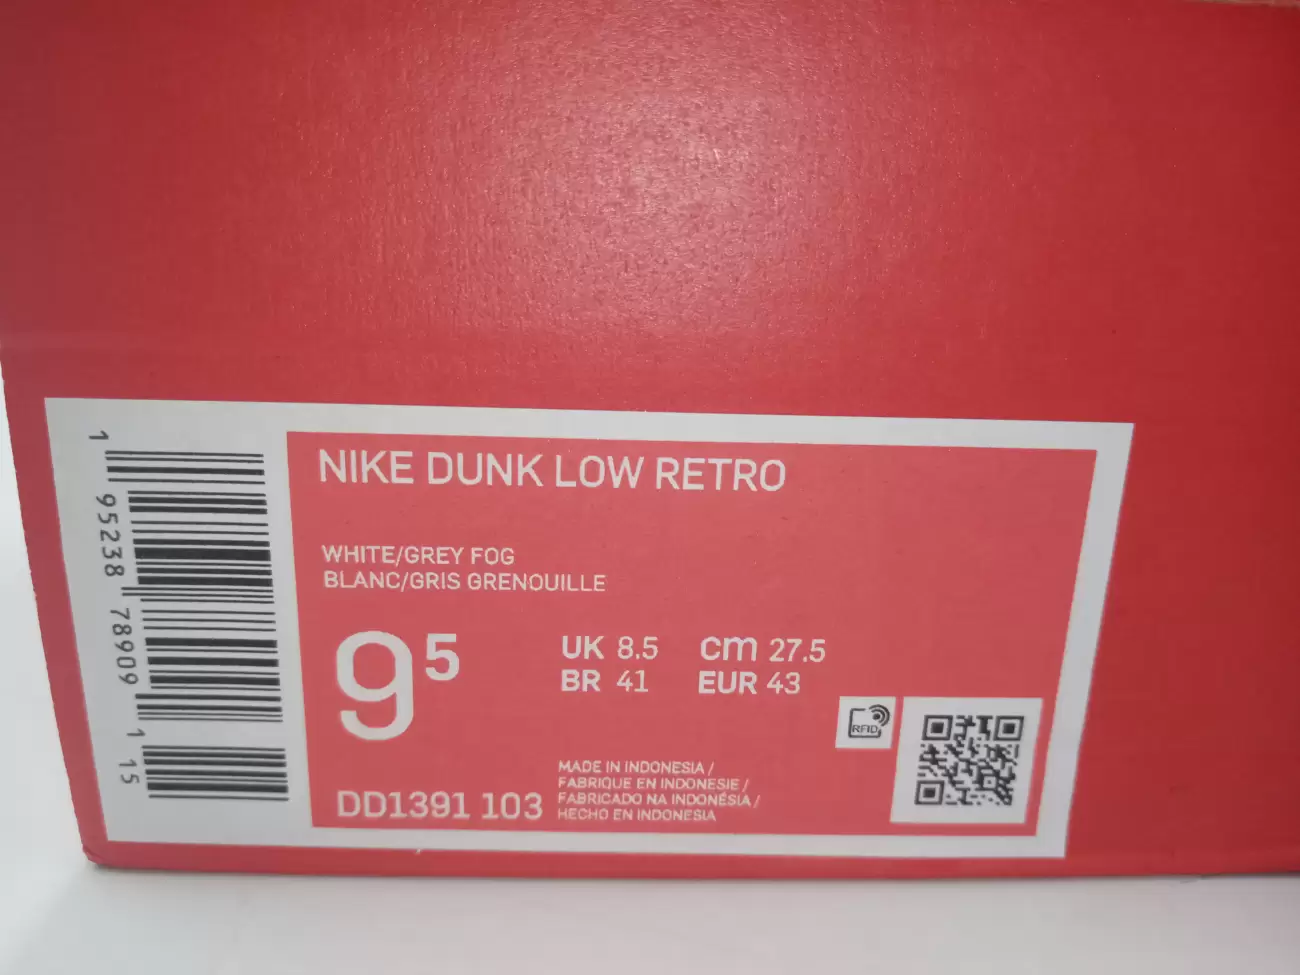 1 95238 78909 1 15
NIKE DUNK LOW RETRO
WHITE/GREY FOG
BLANC/GRIS GRENOUILLE
9 5
UK 8.5 cm 27.5
BR 41 EUR 43
RFID
DD1391 103
MADE IN INDONESIA /
FABRIQUE EN INDONESIE /
FABRICADO NA INDONÉSIA /
HECHO EN INDONESIA